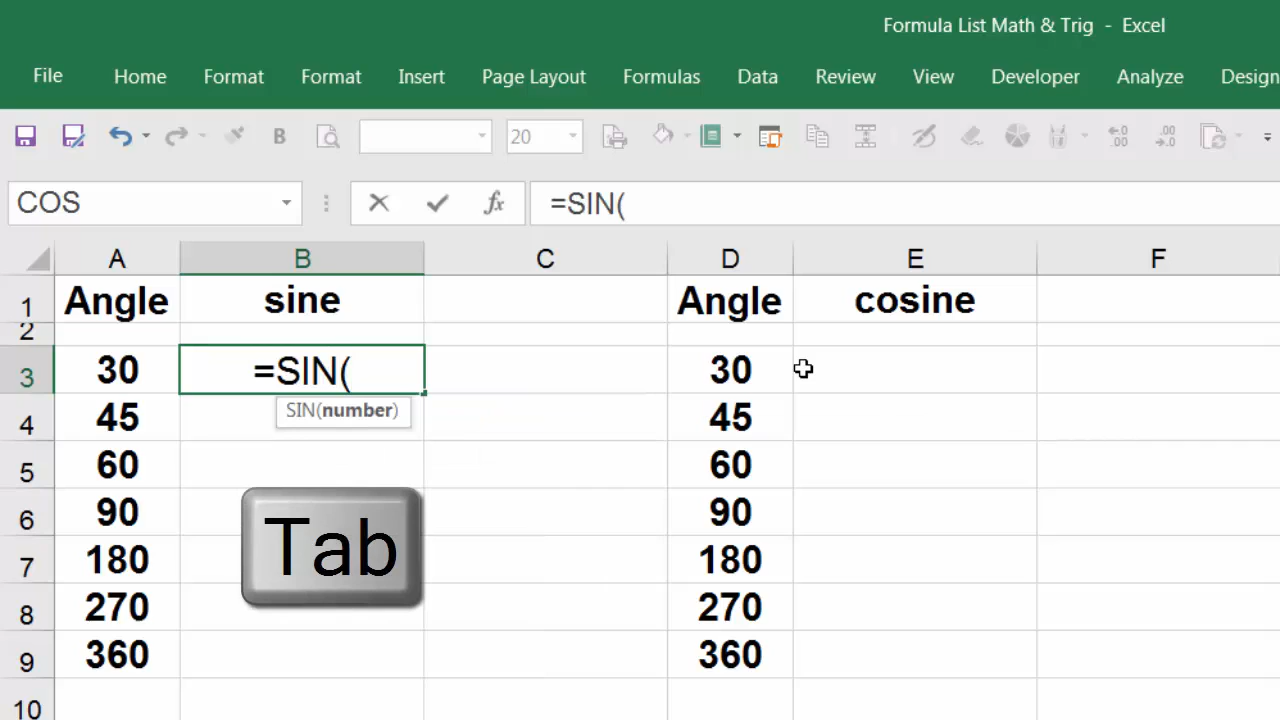 Formula List Math & Trig - Excel
File Home Format Format Insert Page Layout Formulas Data Review View Developer Analyze Design
B 20
COS fx =SIN(
A B C D E F
1 Angle sine Angle cosine
2
3 30 =SIN( 30
SIN(number)
4 45 45
5 60 60
6 90 90
7 180 180
8 270 270
9 360 360
10
Tab